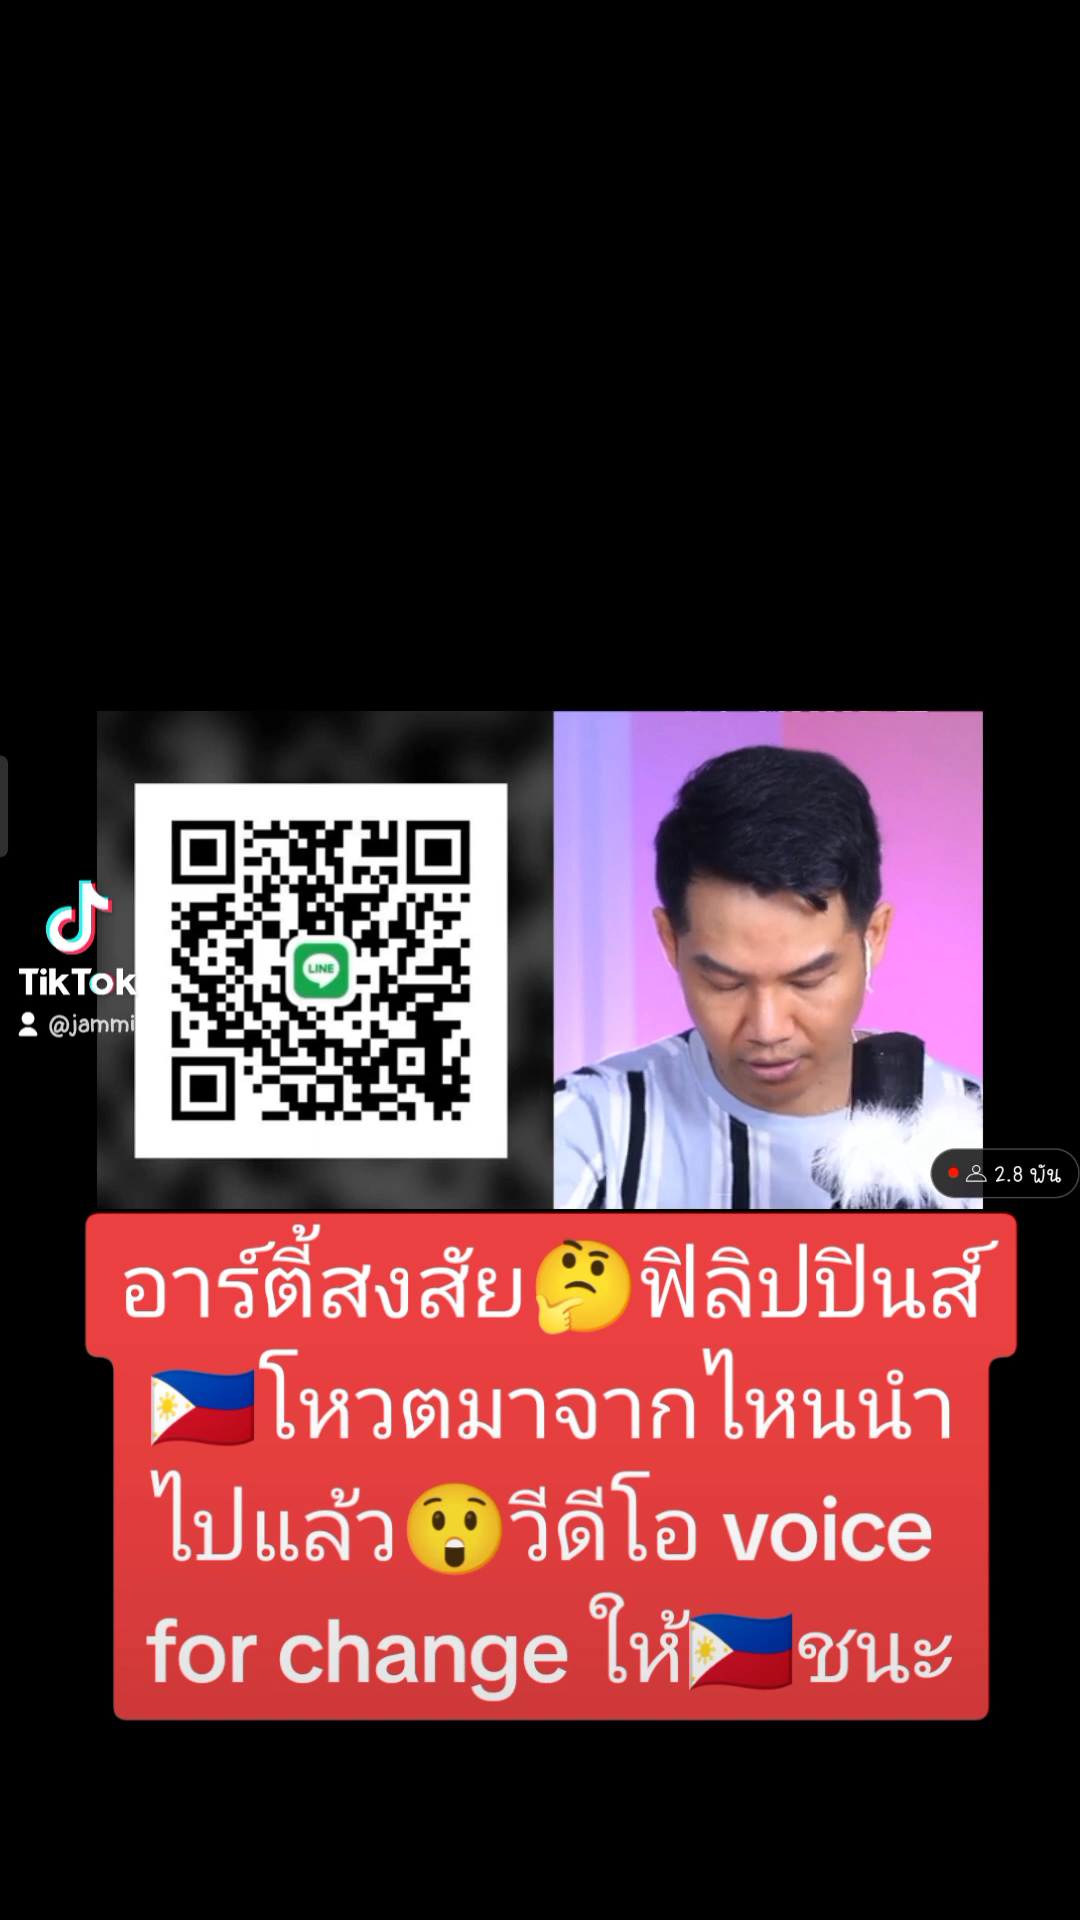 LINE
TikTok
@jammi
2.8 พัน
อาร์ตี้สงสัย🤔ฟิลิปปินส์
🇵🇭โหวตมาจากไหนนำ
ไปแล้ว😲วีดีโอ voice
for change ให้🇵🇭ชนะ